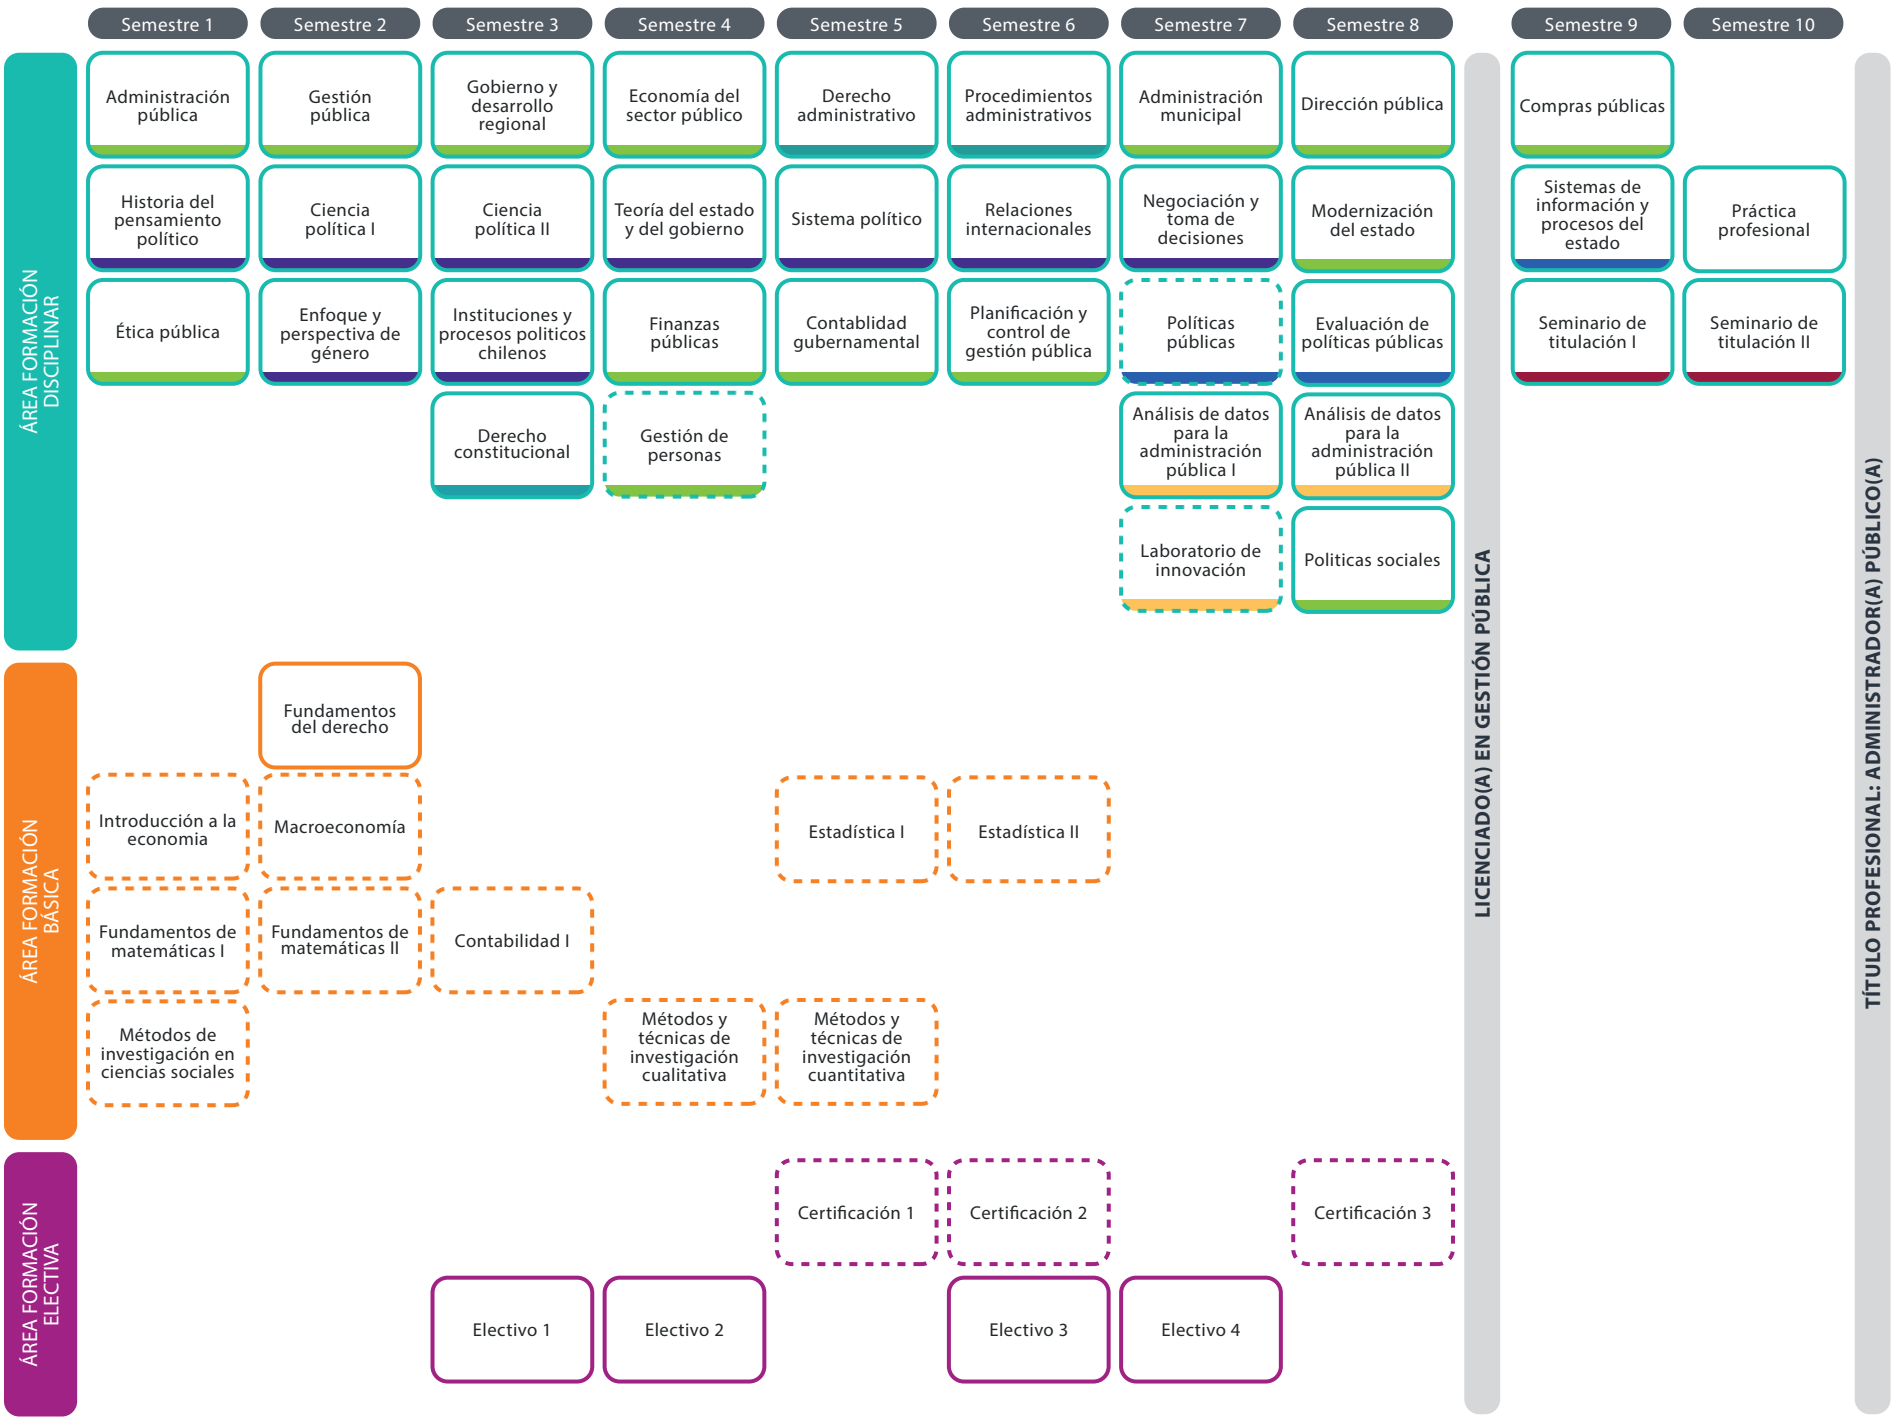 Semestre 1
Semestre 2
Semestre 3
Semestre 4
Semestre 5
Semestre 6
Semestre 7
Semestre 8
Semestre 9
Semestre 10
ÁREA FORMACIÓN
DISCIPLINAR
Administración
pública
Gestión
pública
Gobierno y
desarrollo
regional
Economía del
sector público
Derecho
administrativo
Procedimientos
administrativos
Administración
municipal
Dirección pública
Compras públicas
Historia del
pensamiento
político
Ciencia
política I
Ciencia
política II
Teoría del estado
y del gobierno
Sistema político
Relaciones
internacionales
Negociación y
toma de
decisiones
Modernización
del estado
Sistemas de
información y
procesos del
estado
Práctica
profesional
Ética pública
Enfoque y
perspectiva de
género
Instituciones y
procesos politicos
chilenos
Finanzas
públicas
Contablidad
gubernamental
Planificación y
control de
gestión pública
Políticas
públicas
Evaluación de
políticas públicas
Seminario de
titulación I
Seminario de
titulación II
Derecho
constitucional
Gestión de
personas
Análisis de datos
para la
administración
pública I
Análisis de datos
para la
administración
pública II
Laboratorio de
innovación
Politicas sociales
LICENCIADO(A) EN GESTIÓN PÚBLICA
TÍTULO PROFESIONAL: ADMINISTRADOR(A) PÚBLICO(A)
ÁREA FORMACIÓN
BÁSICA
Fundamentos
del derecho
Introducción a la
economia
Macroeconomía
Estadística I
Estadística II
Fundamentos de
matemáticas I
Fundamentos de
matemáticas II
Contabilidad I
Métodos de
investigación en
ciencias sociales
Métodos y
técnicas de
investigación
cualitativa
Métodos y
técnicas de
investigación
cuantitativa
ÁREA FORMACIÓN
ELECTIVA
Certificación 1
Certificación 2
Certificación 3
Electivo 1
Electivo 2
Electivo 3
Electivo 4